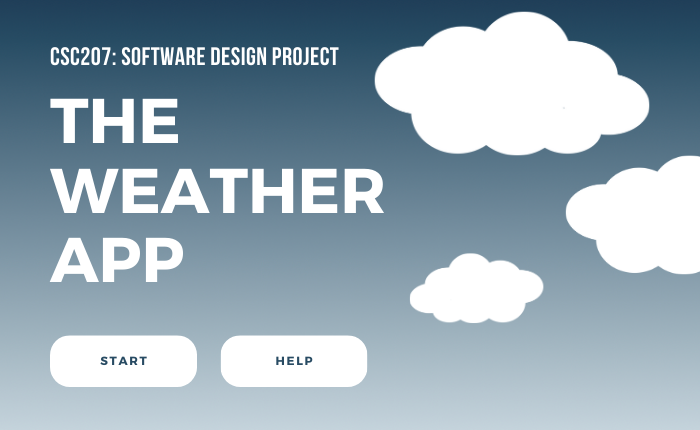 CSC207: SOFTWARE DESIGN PROJECT
THE
WEATHER
APP
START
HELP